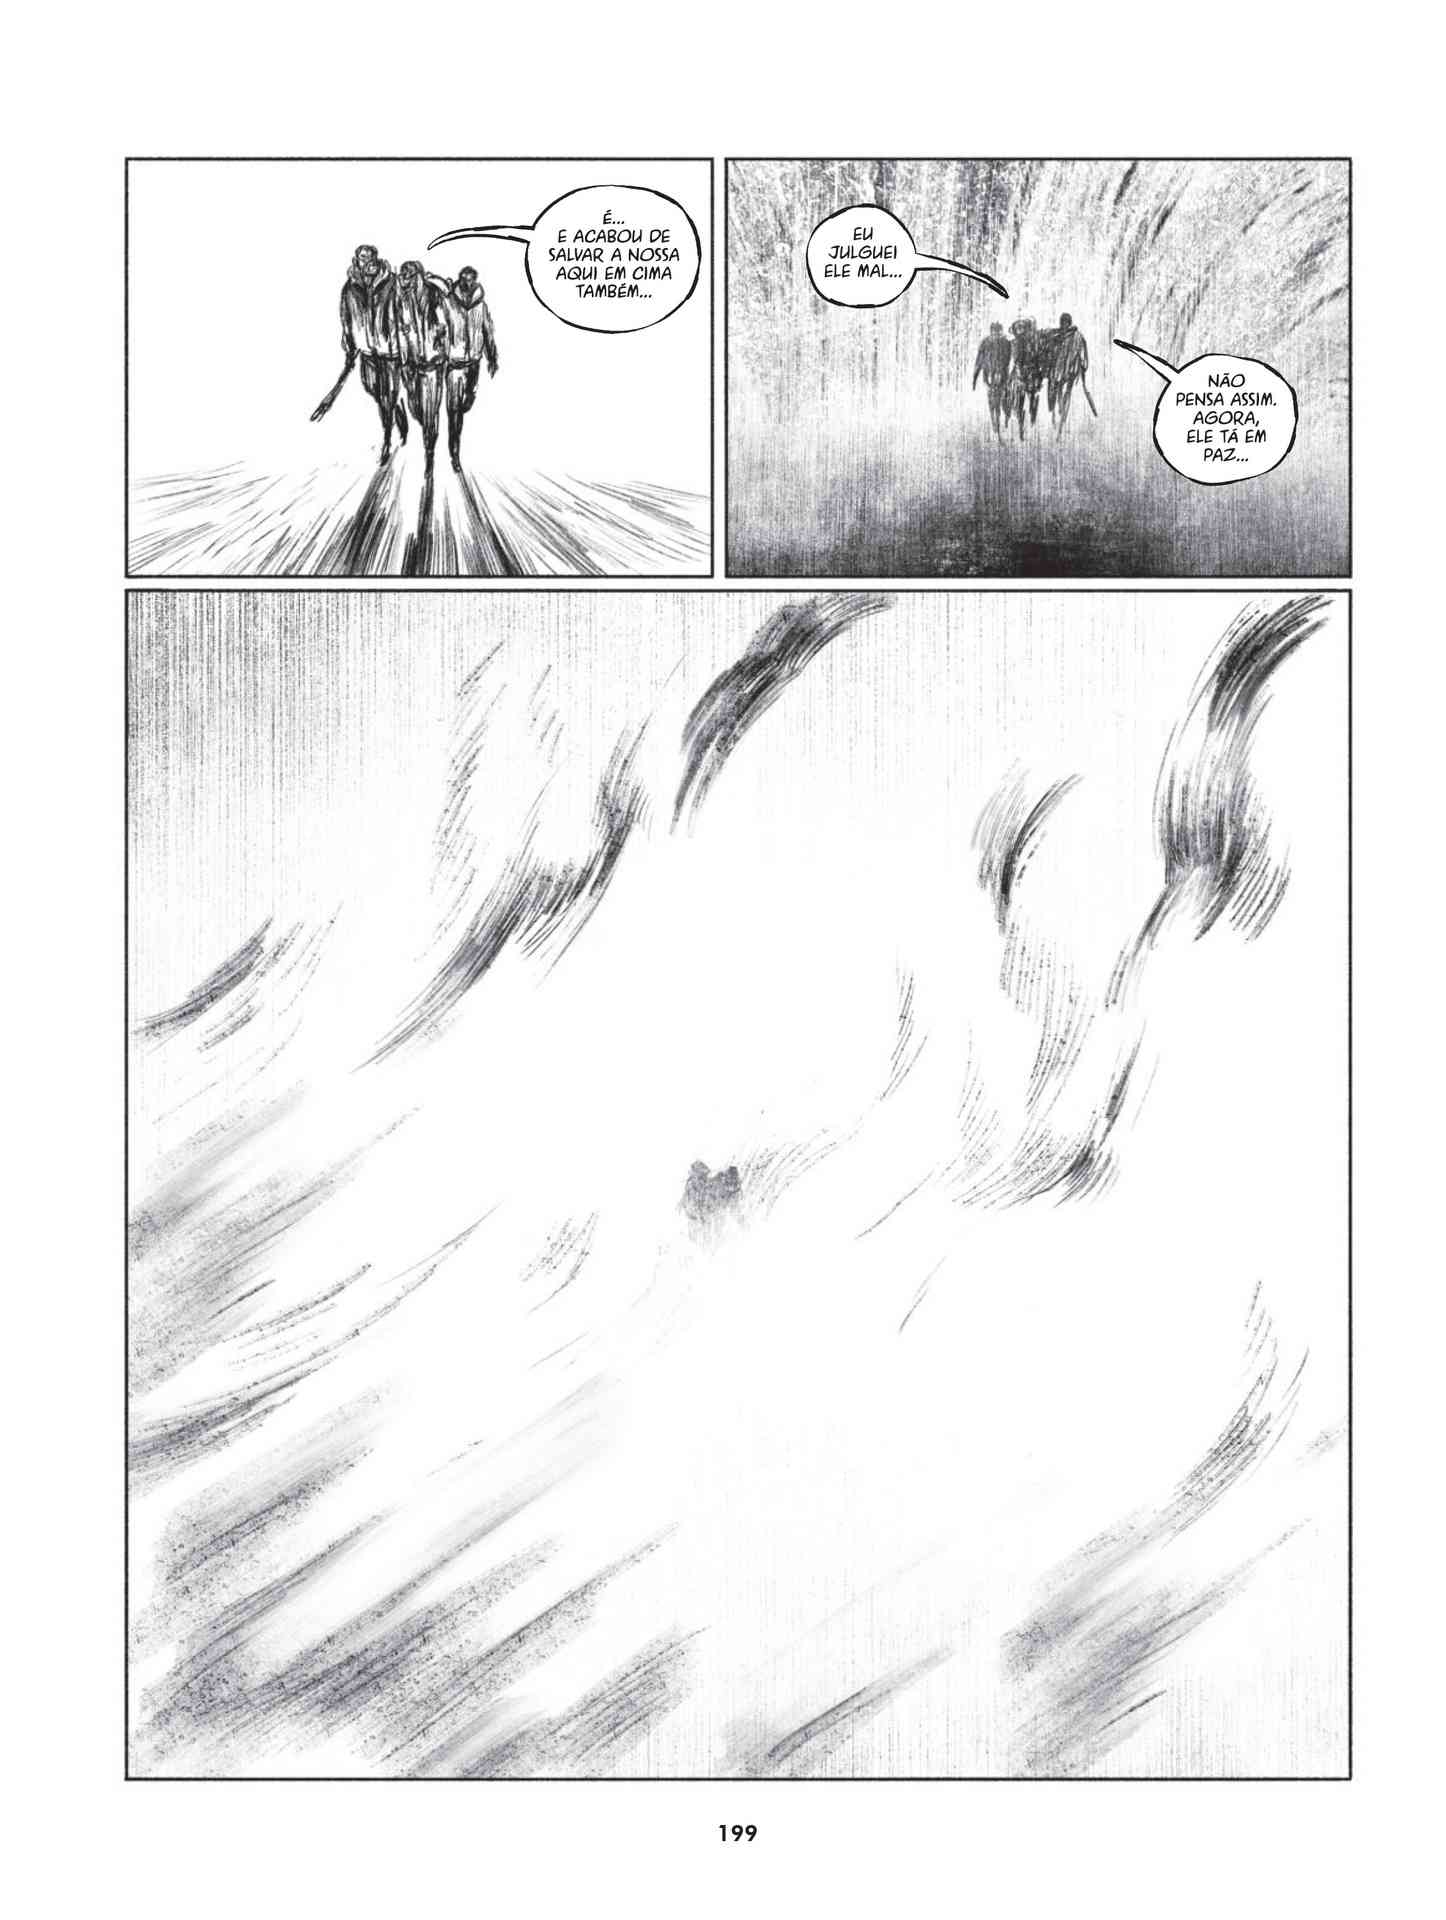 É...
E ACABOU DE
SALVAR A NOSSA
AQUI EM CIMA
TAMBÉM...
EU
JULGUEI
ELE MAL...
NÃO
PENSA ASSIM.
AGORA,
ELE TÁ EM
PAZ...
199